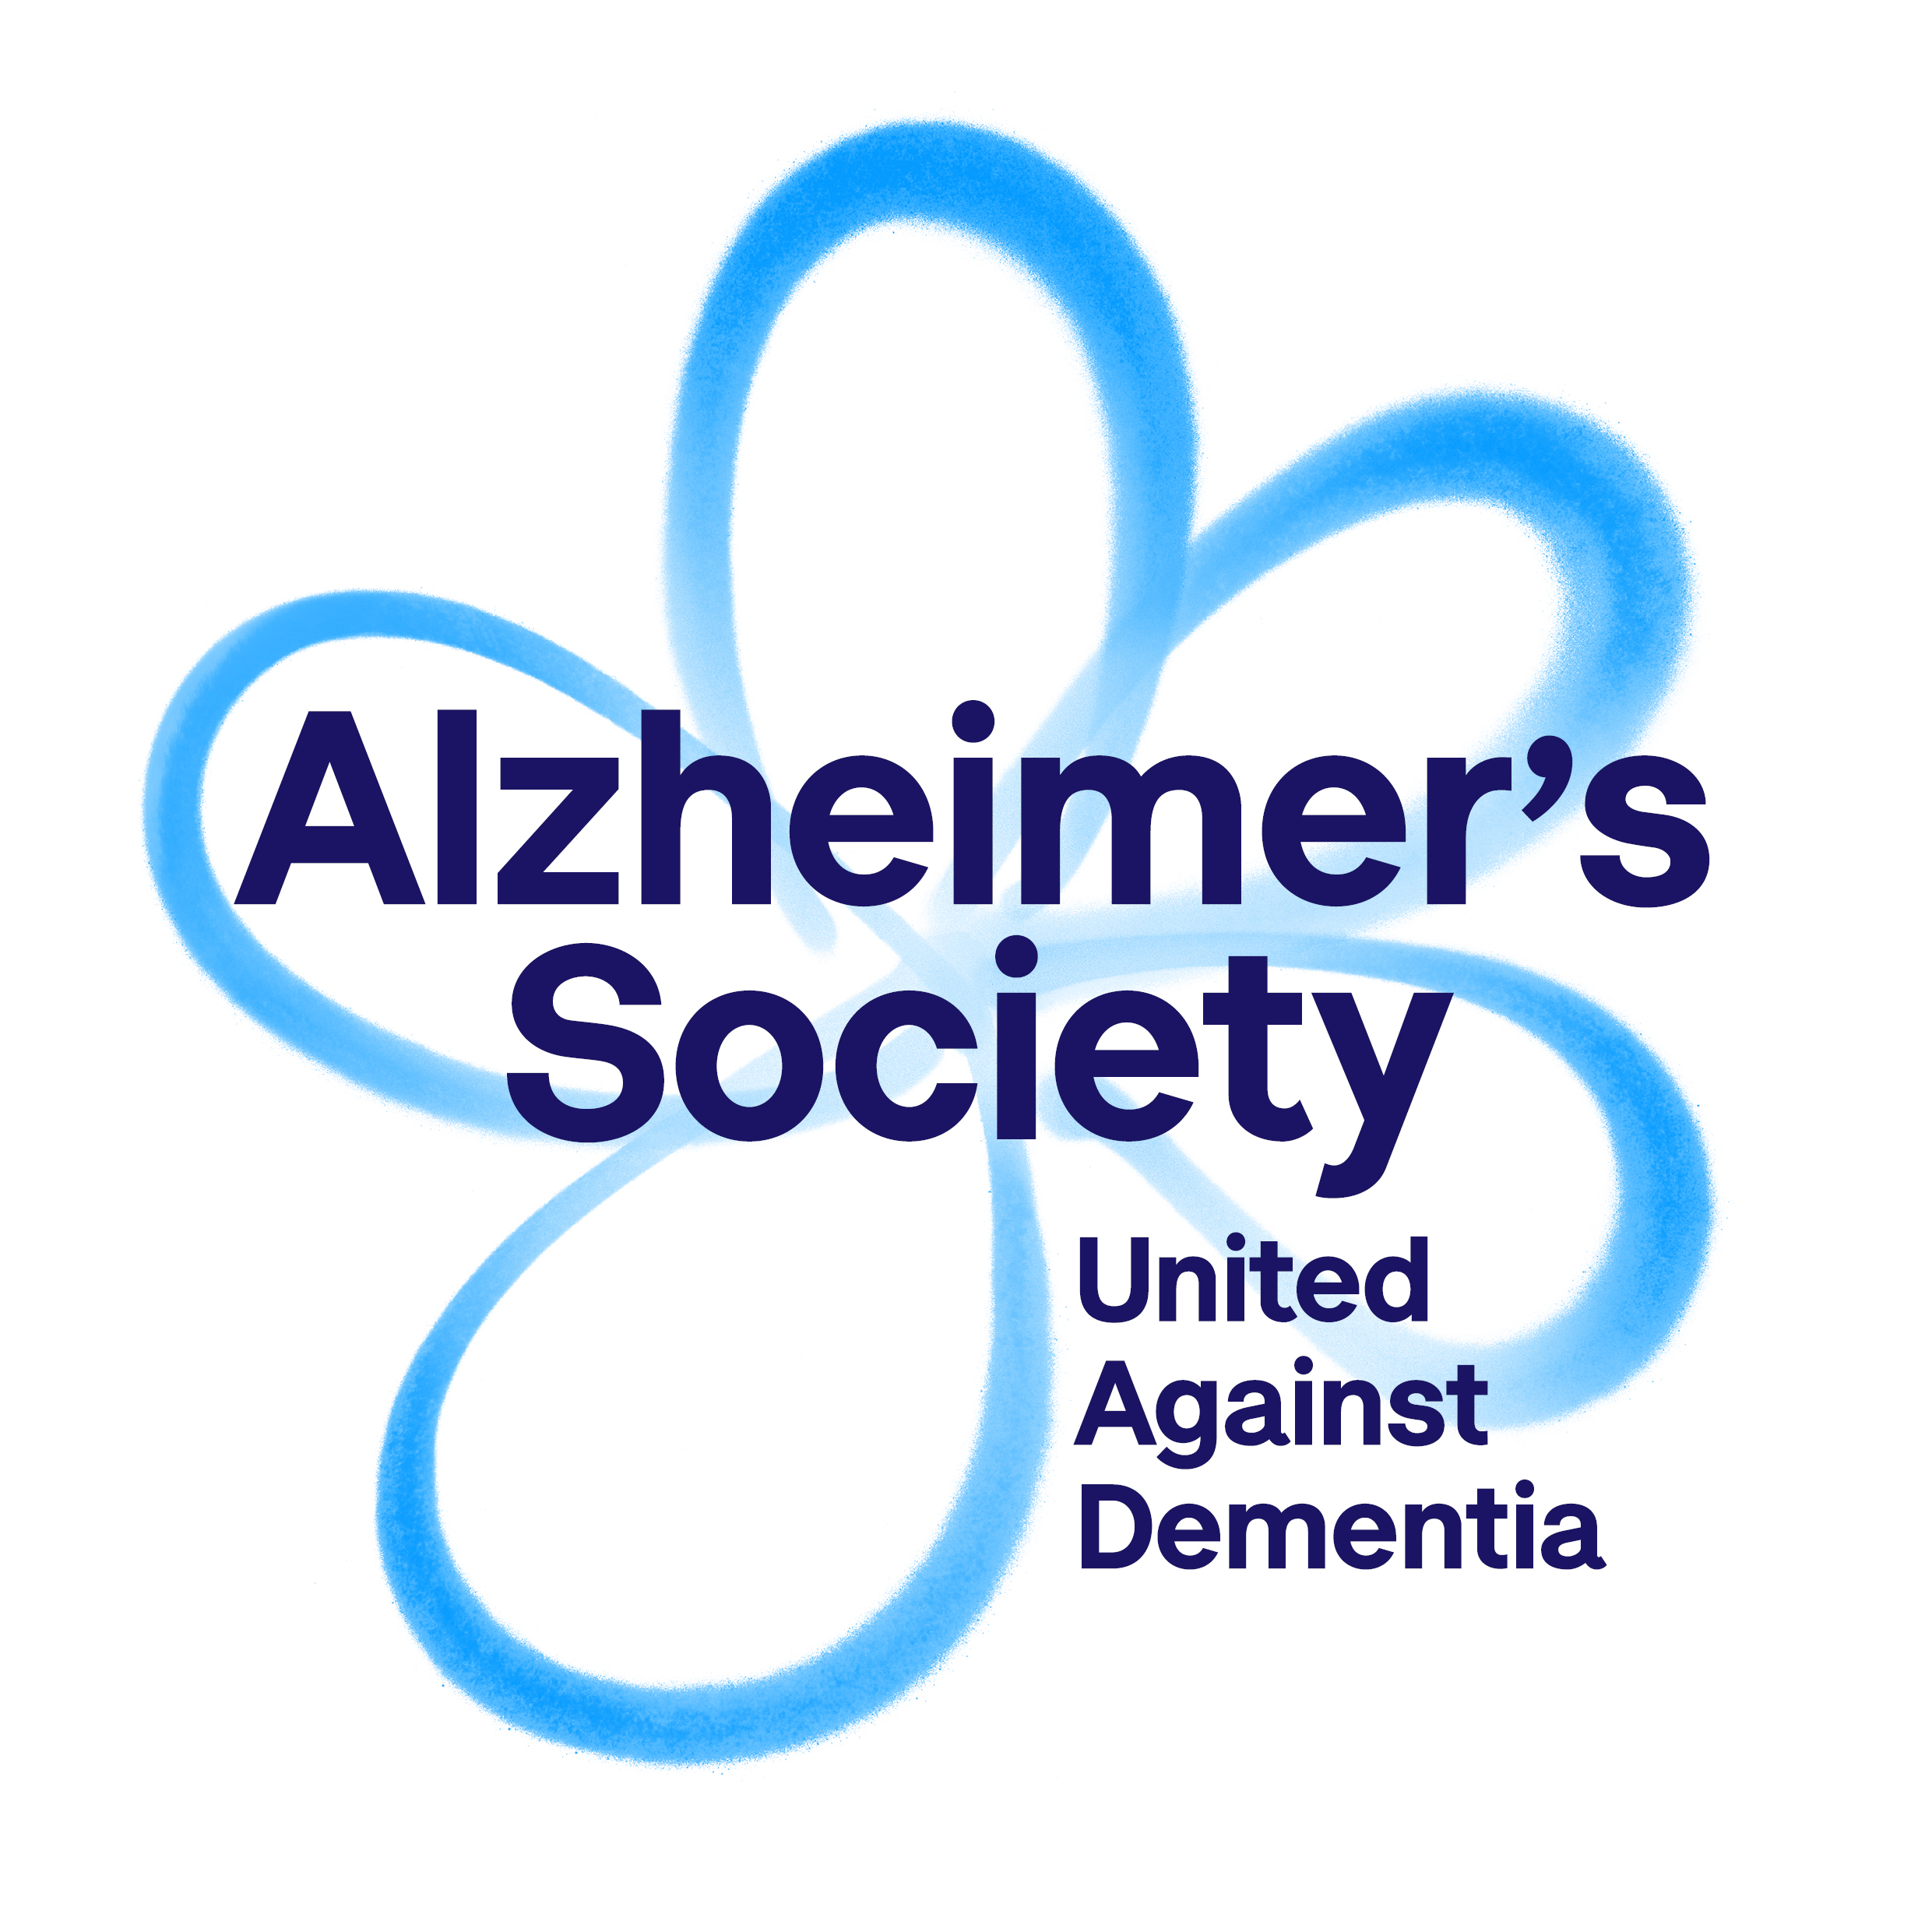 Alzheimer’s
Society
United
Against
Dementia